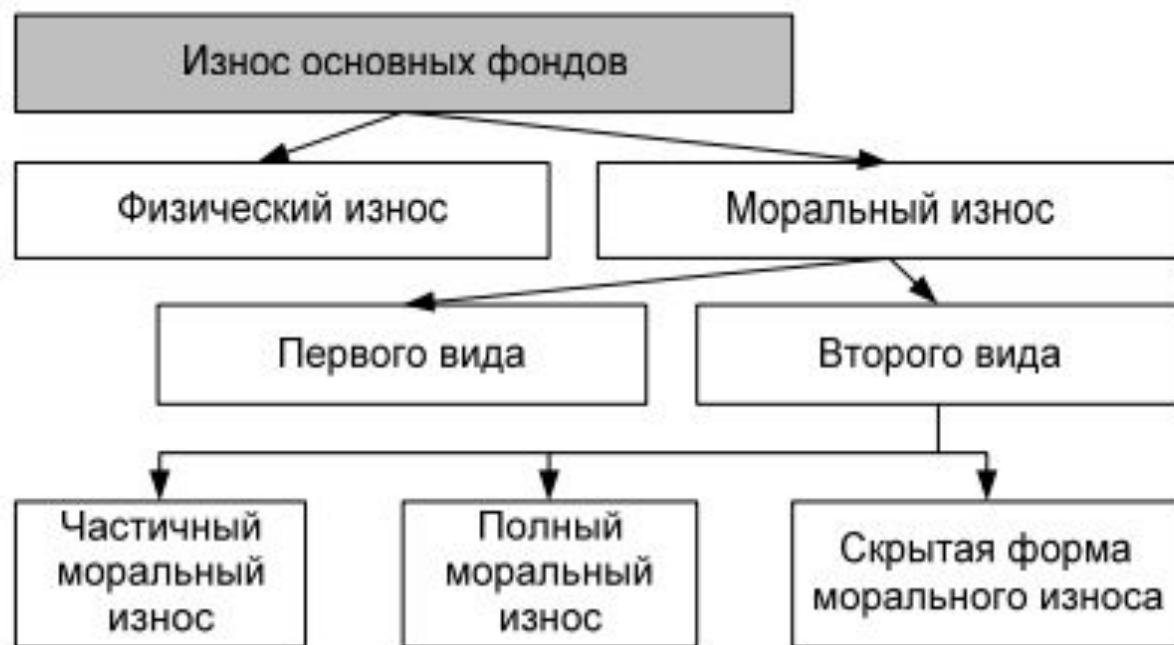 Износ основных фондов
Физический износ
Моральный износ
Первого вида
Второго вида
Частичный
моральный
износ
Полный
моральный
износ
Скрытая форма
морального износа